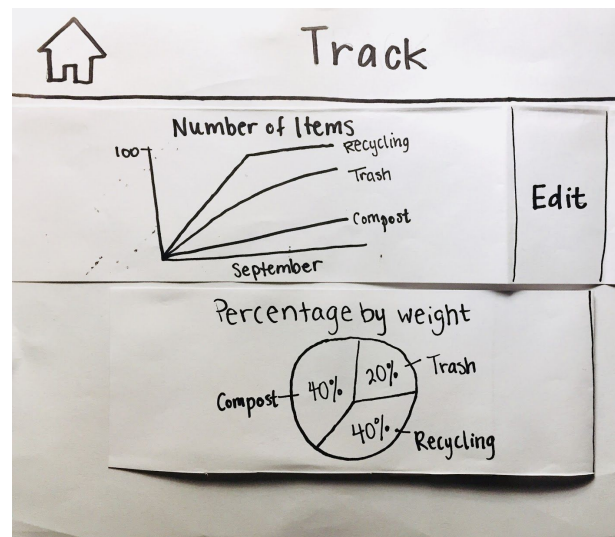 Track
Number of Items
100
Recycling
Trash
Compost
September
Edit
Percentage by weight
40%
20%
Trash
Compost
40%
Recycling